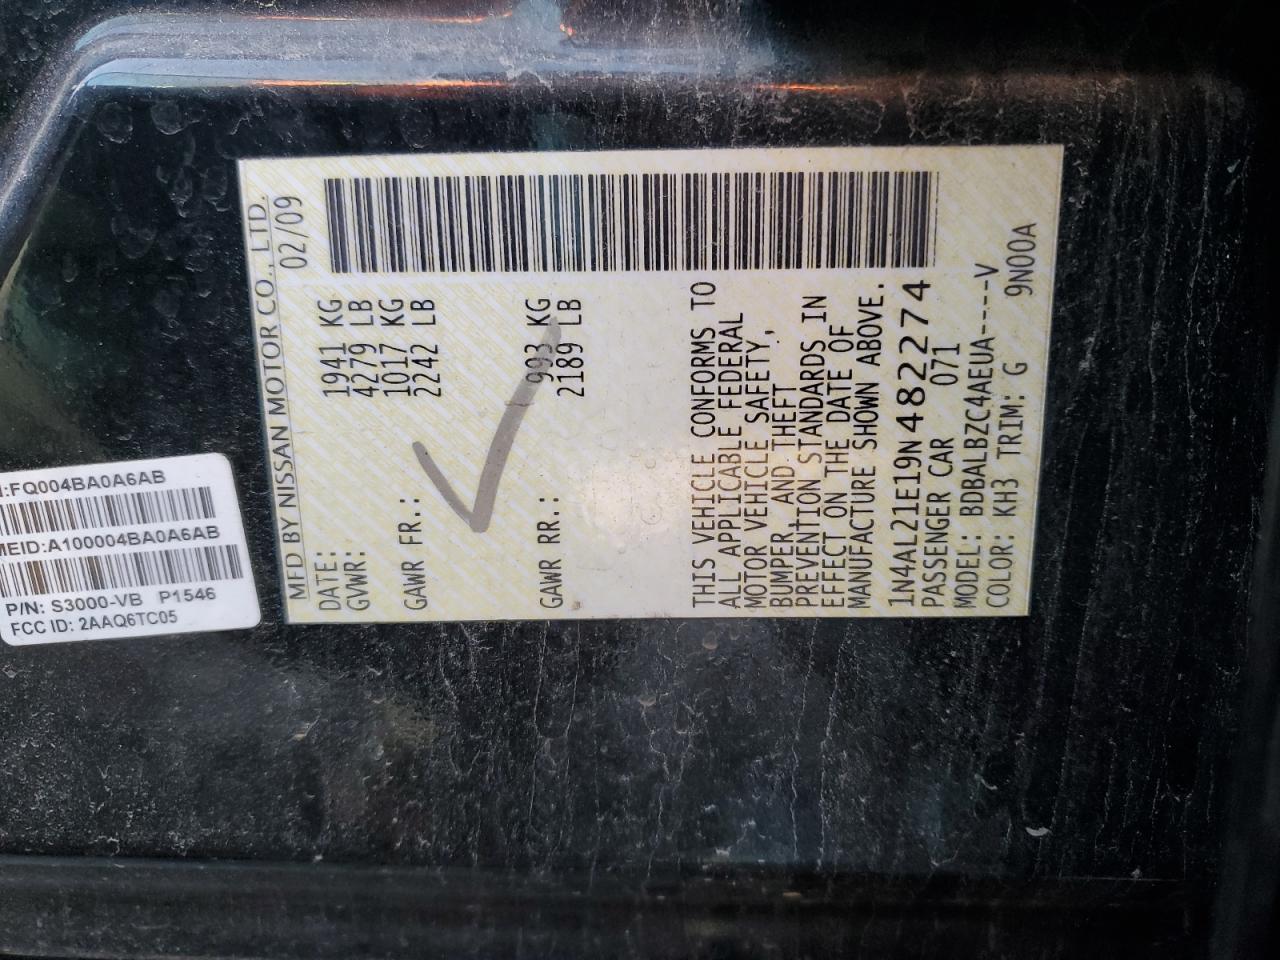 MFD BY NISSAN MOTOR CO., LTD.
DATE: 02/09
GVWR: 1941 KG
4279 LB
GAWR FR.: 1017 KG
2242 LB
GAWR RR.: 993 KG
2189 LB
THIS VEHICLE CONFORMS TO
ALL APPLICABLE FEDERAL
MOTOR VEHICLE SAFETY,
BUMPER, AND THEFT
PREVENTION STANDARDS IN
EFFECT ON THE DATE OF
MANUFACTURE SHOWN ABOVE.
1N4AL21E19N482274
PASSENGER CAR 071
MODEL: BDBALBZC4AEUA----V
COLOR: KH3 TRIM: G 9N00A
:FQ004BA0A6AB
MEID:A100004BA0A6AB
P/N: S3000-VB P1546
FCC ID: 2AAQ6TC05